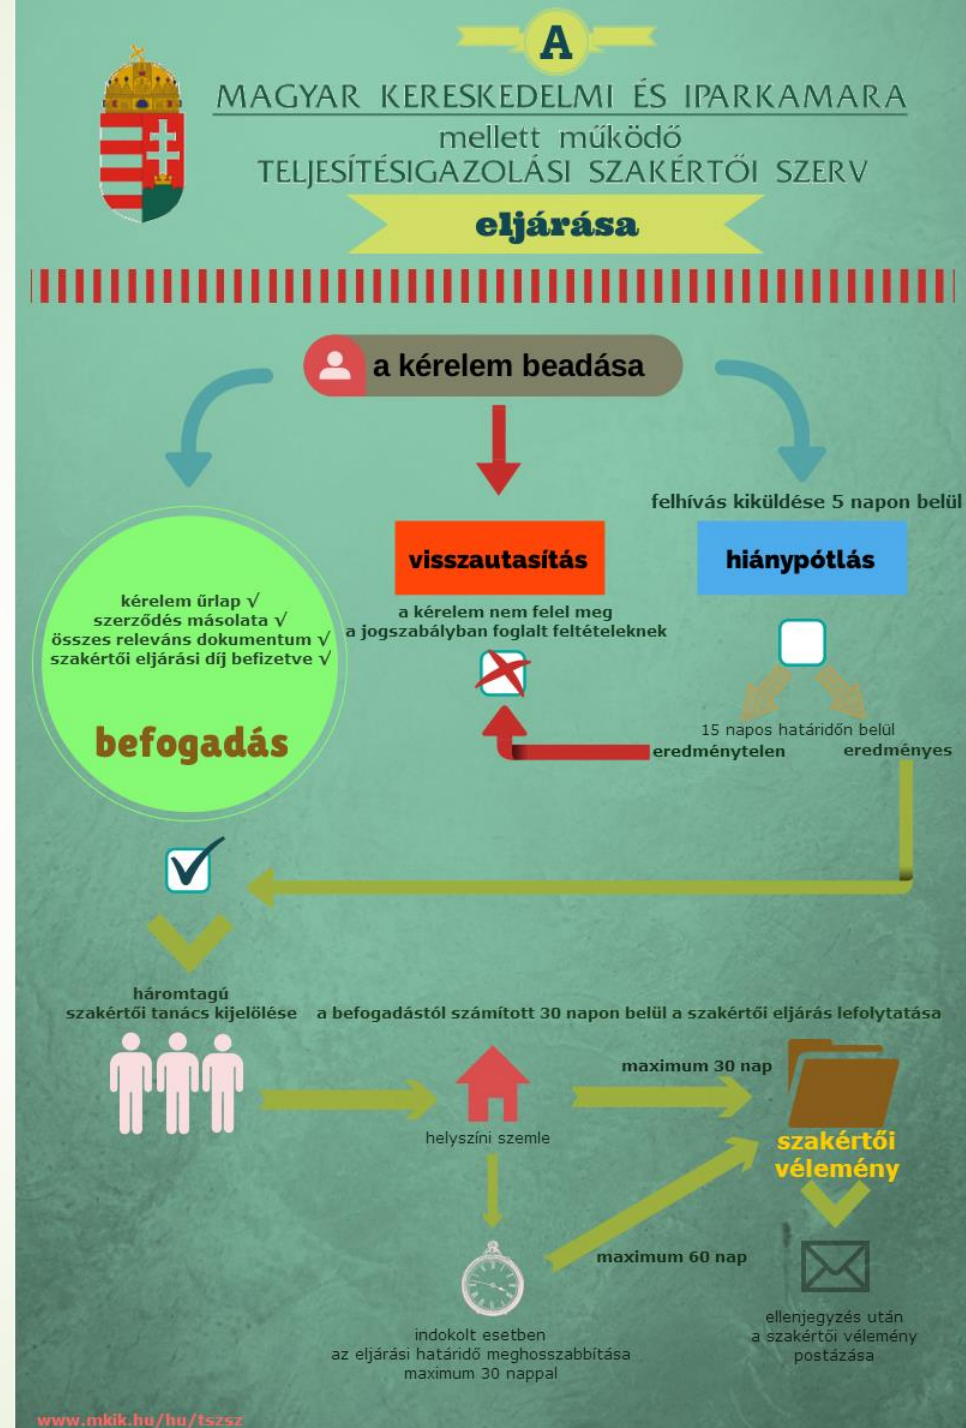 A
MAGYAR KERESKEDELMI ÉS IPARKAMARA
mellett működő
TELJESÍTÉSIGAZOLÁSI SZAKÉRTŐI SZERV
eljárása
a kérelem beadása
felhívás kiküldése 5 napon belül
visszautasítás
hiánypótlás
kérelem űrlap √
szerződés másolata √
összes releváns dokumentum √
szakértői eljárási díj befizetve √
befogadás
a kérelem nem felel meg
a jogszabályban foglalt feltételeknek
15 napos határidőn belül
eredménytelen
eredményes
háromtagú
szakértői tanács kijelölése
a befogadástól számított 30 napon belül a szakértői eljárás lefolytatása
maximum 30 nap
helyszíni szemle
szakértői
vélemény
maximum 60 nap
indokolt esetben
az eljárási határidő meghosszabbítása
maximum 30 nappal
ellenjegyzés után
a szakértői vélemény
postázása
www.mkik.hu/hu/tszsz